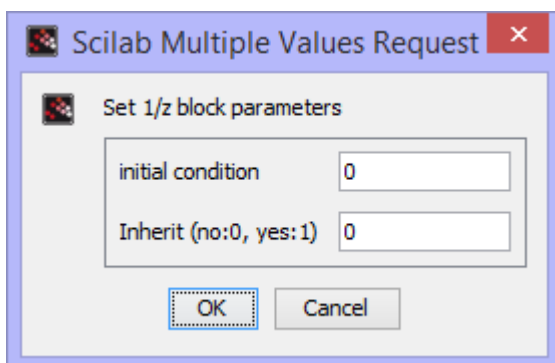 Scilab Multiple Values Request
Set 1/z block parameters
initial condition 0
Inherit (no:0, yes:1) 0
OK Cancel